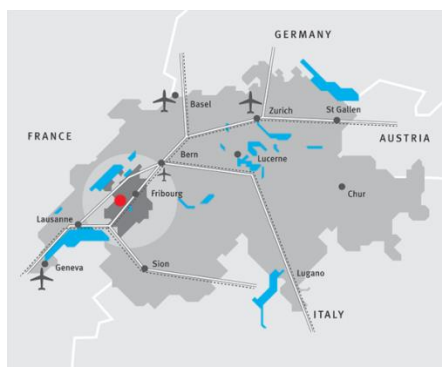 GERMANY
Basel
Zurich
St Gallen
FRANCE
AUSTRIA
Bern
Lucerne
Fribourg
Chur
Lausanne
Geneva
Sion
Lugano
ITALY